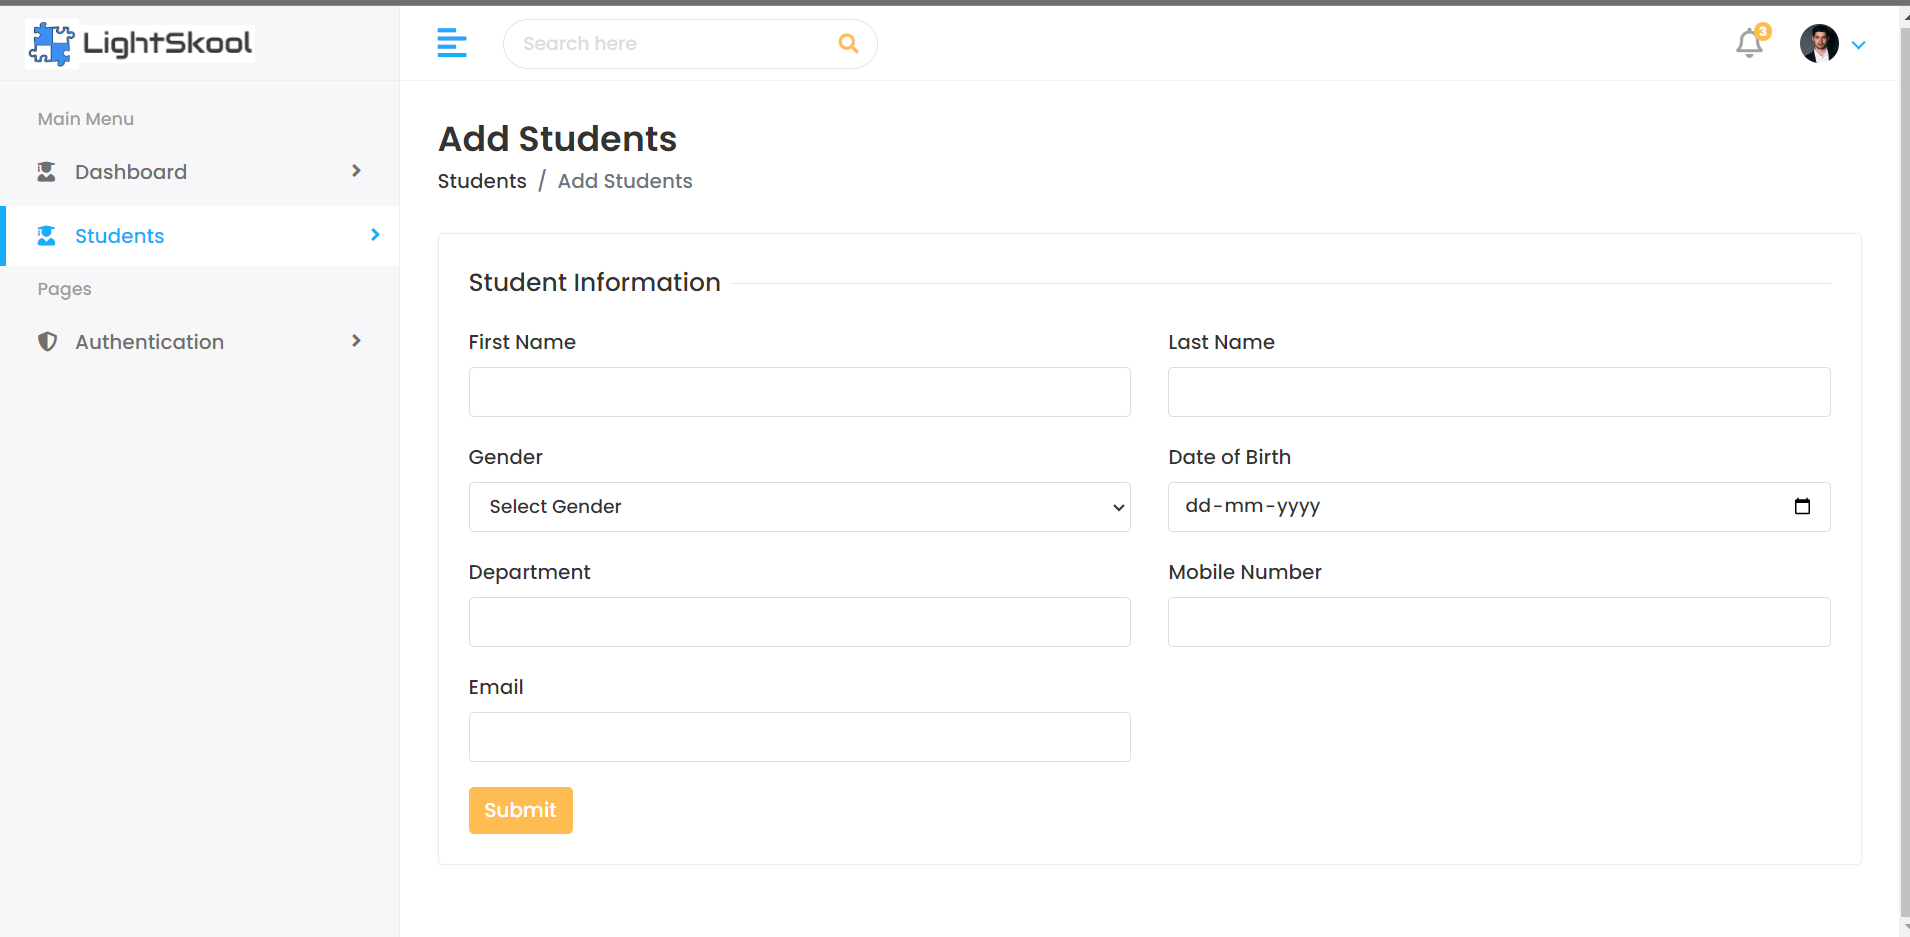 LightSkool
Search here
3
Main Menu
Dashboard
Students
Pages
Authentication
Add Students
Students / Add Students
Student Information
First Name
Last Name
Gender
Date of Birth
Select Gender
dd-mm-yyyy
Department
Mobile Number
Email
Submit